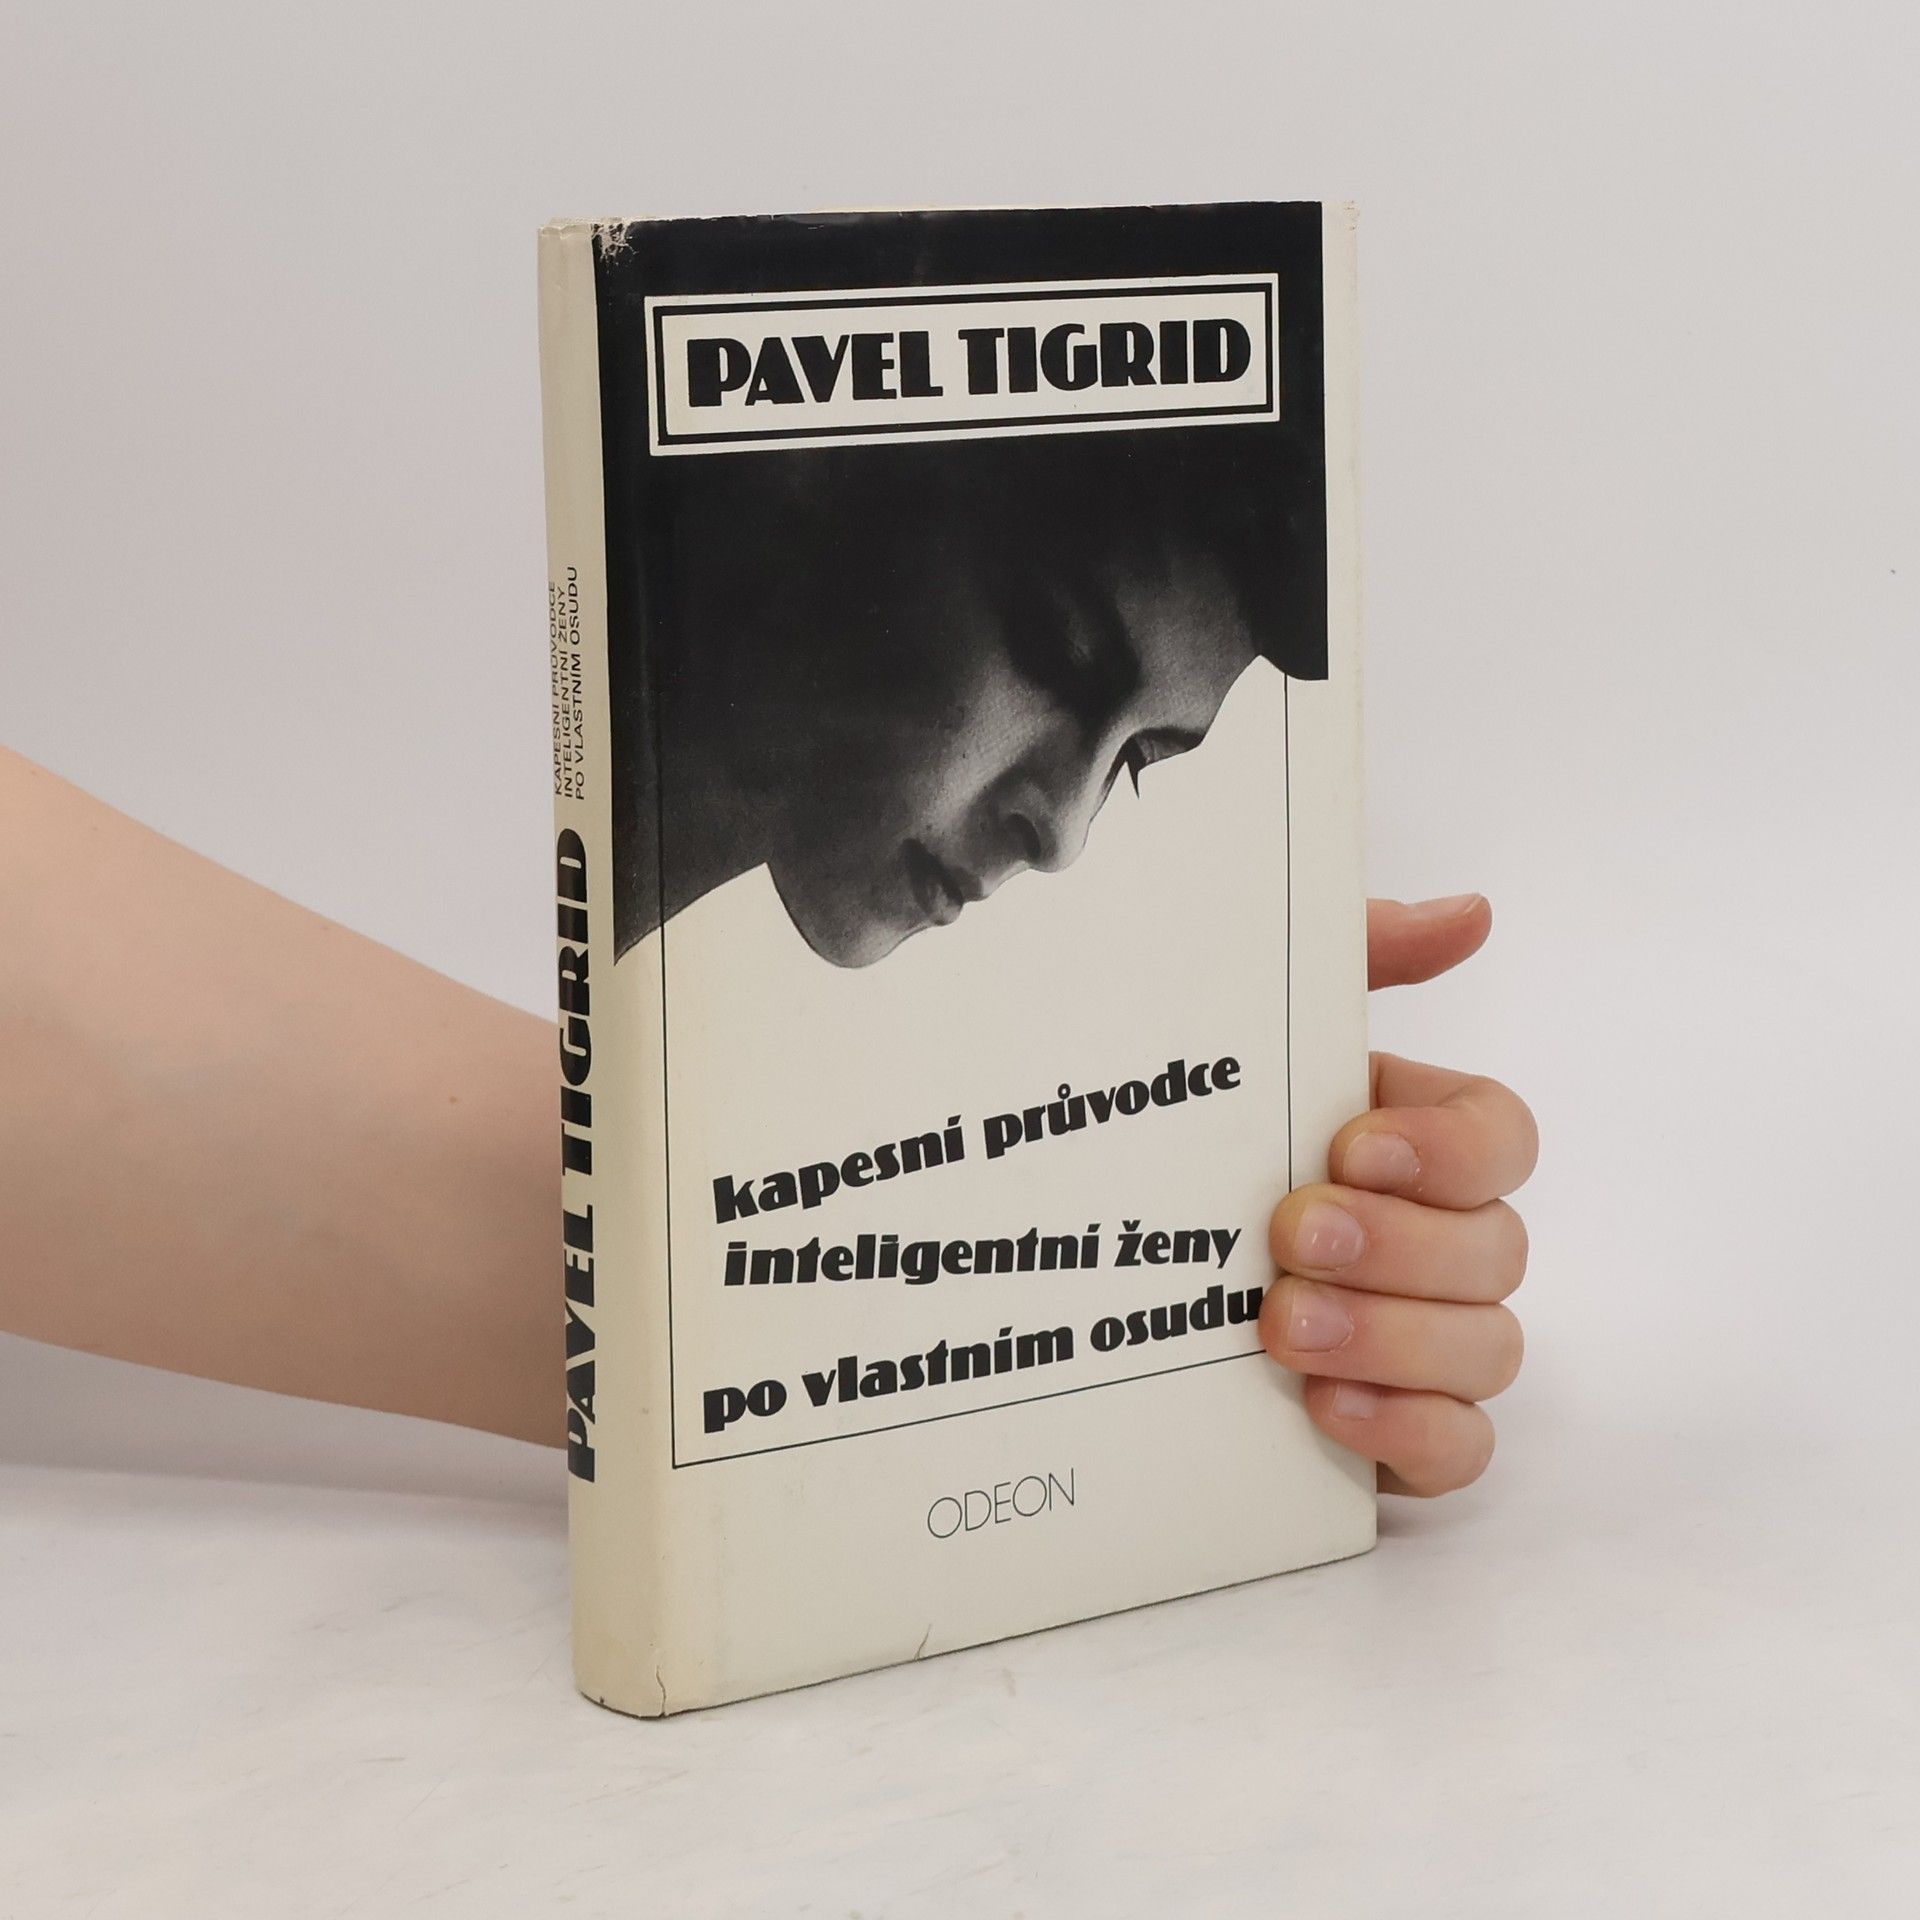 PAVEL TIGRID
kapesní průvodce
inteligentní ženy
po vlastním osudu
ODEON
PAVEL TIGRID
KAPESNÍ PRŮVODCE
INTELIGENTNÍ ŽENY
PO VLASTNÍM OSUDU